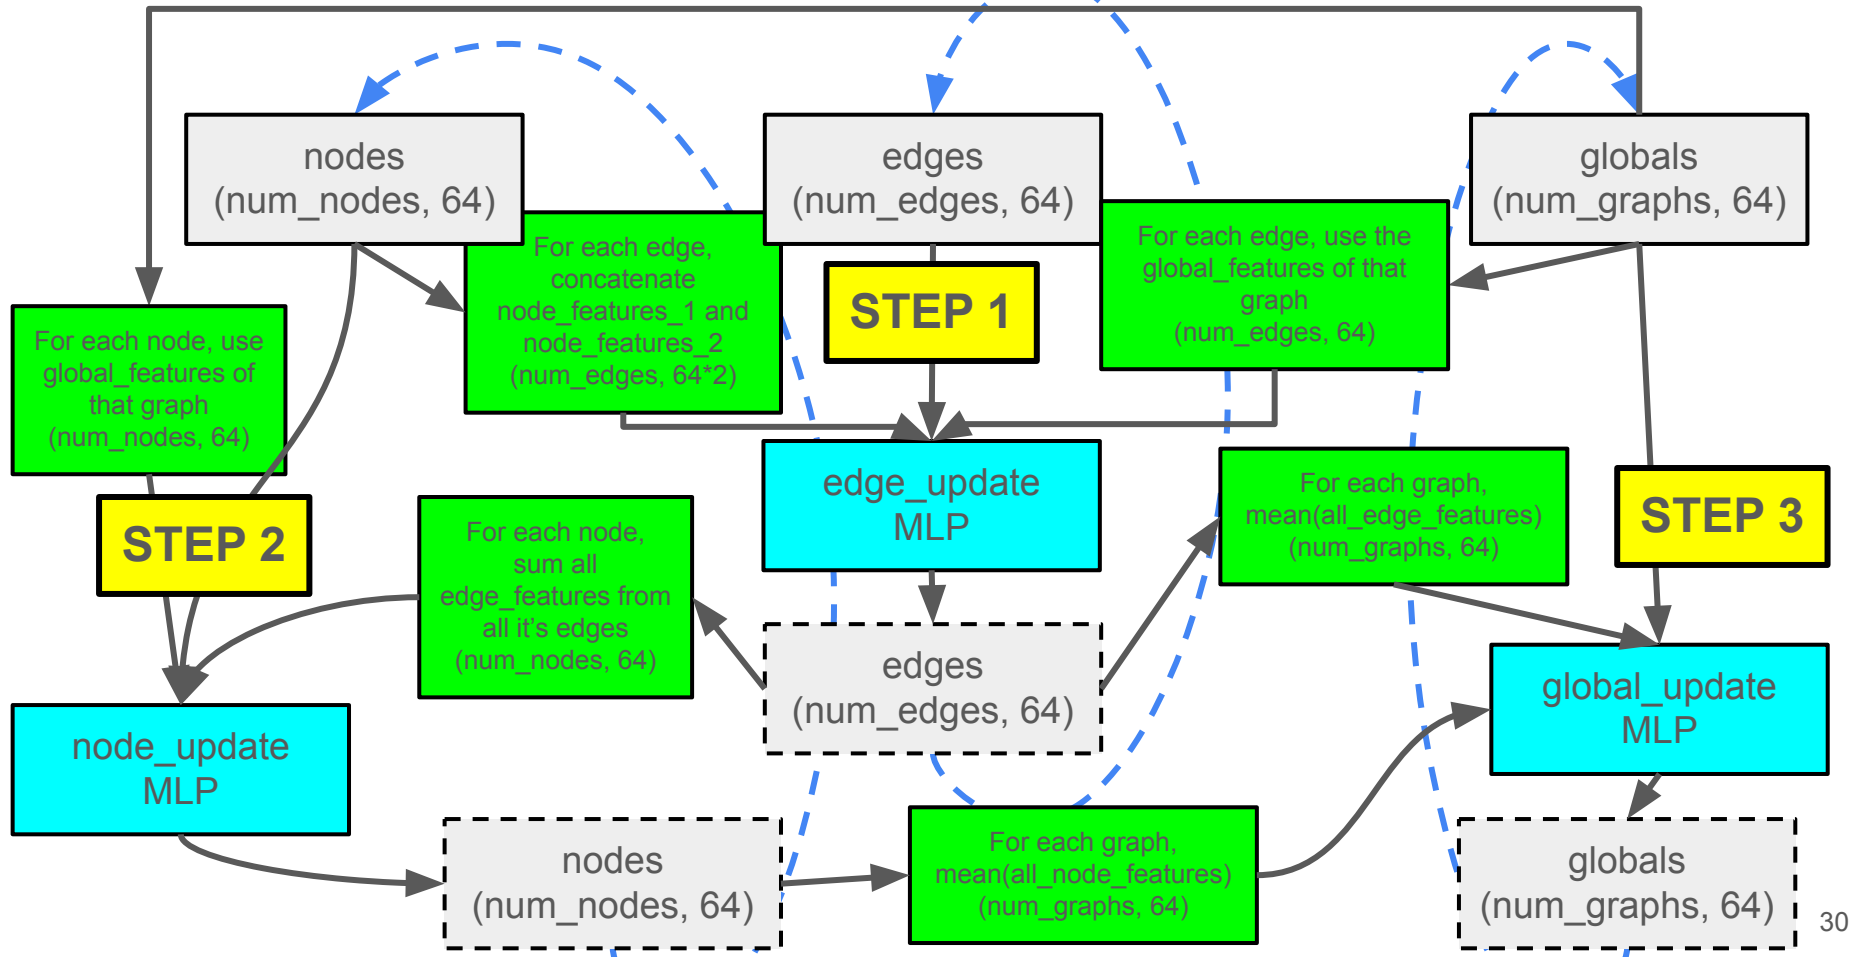 nodes
(num_nodes, 64)
edges
(num_edges, 64)
globals
(num_graphs, 64)
For each edge,
concatenate
node_features_1 and
node_features_2
(num_edges, 64*2)
STEP 1
For each edge, use the
global_features of that
graph
(num_edges, 64)
For each node, use
global_features of
that graph
(num_nodes, 64)
STEP 2
For each node,
sum all
edge_features from
all it's edges
(num_nodes, 64)
edge_update
MLP
For each graph,
mean(all_edge_features)
(num_graphs, 64)
STEP 3
edges
(num_edges, 64)
global_update
MLP
node_update
MLP
nodes
(num_nodes, 64)
For each graph,
mean(all_node_features)
(num_graphs, 64)
globals
(num_graphs, 64)
30